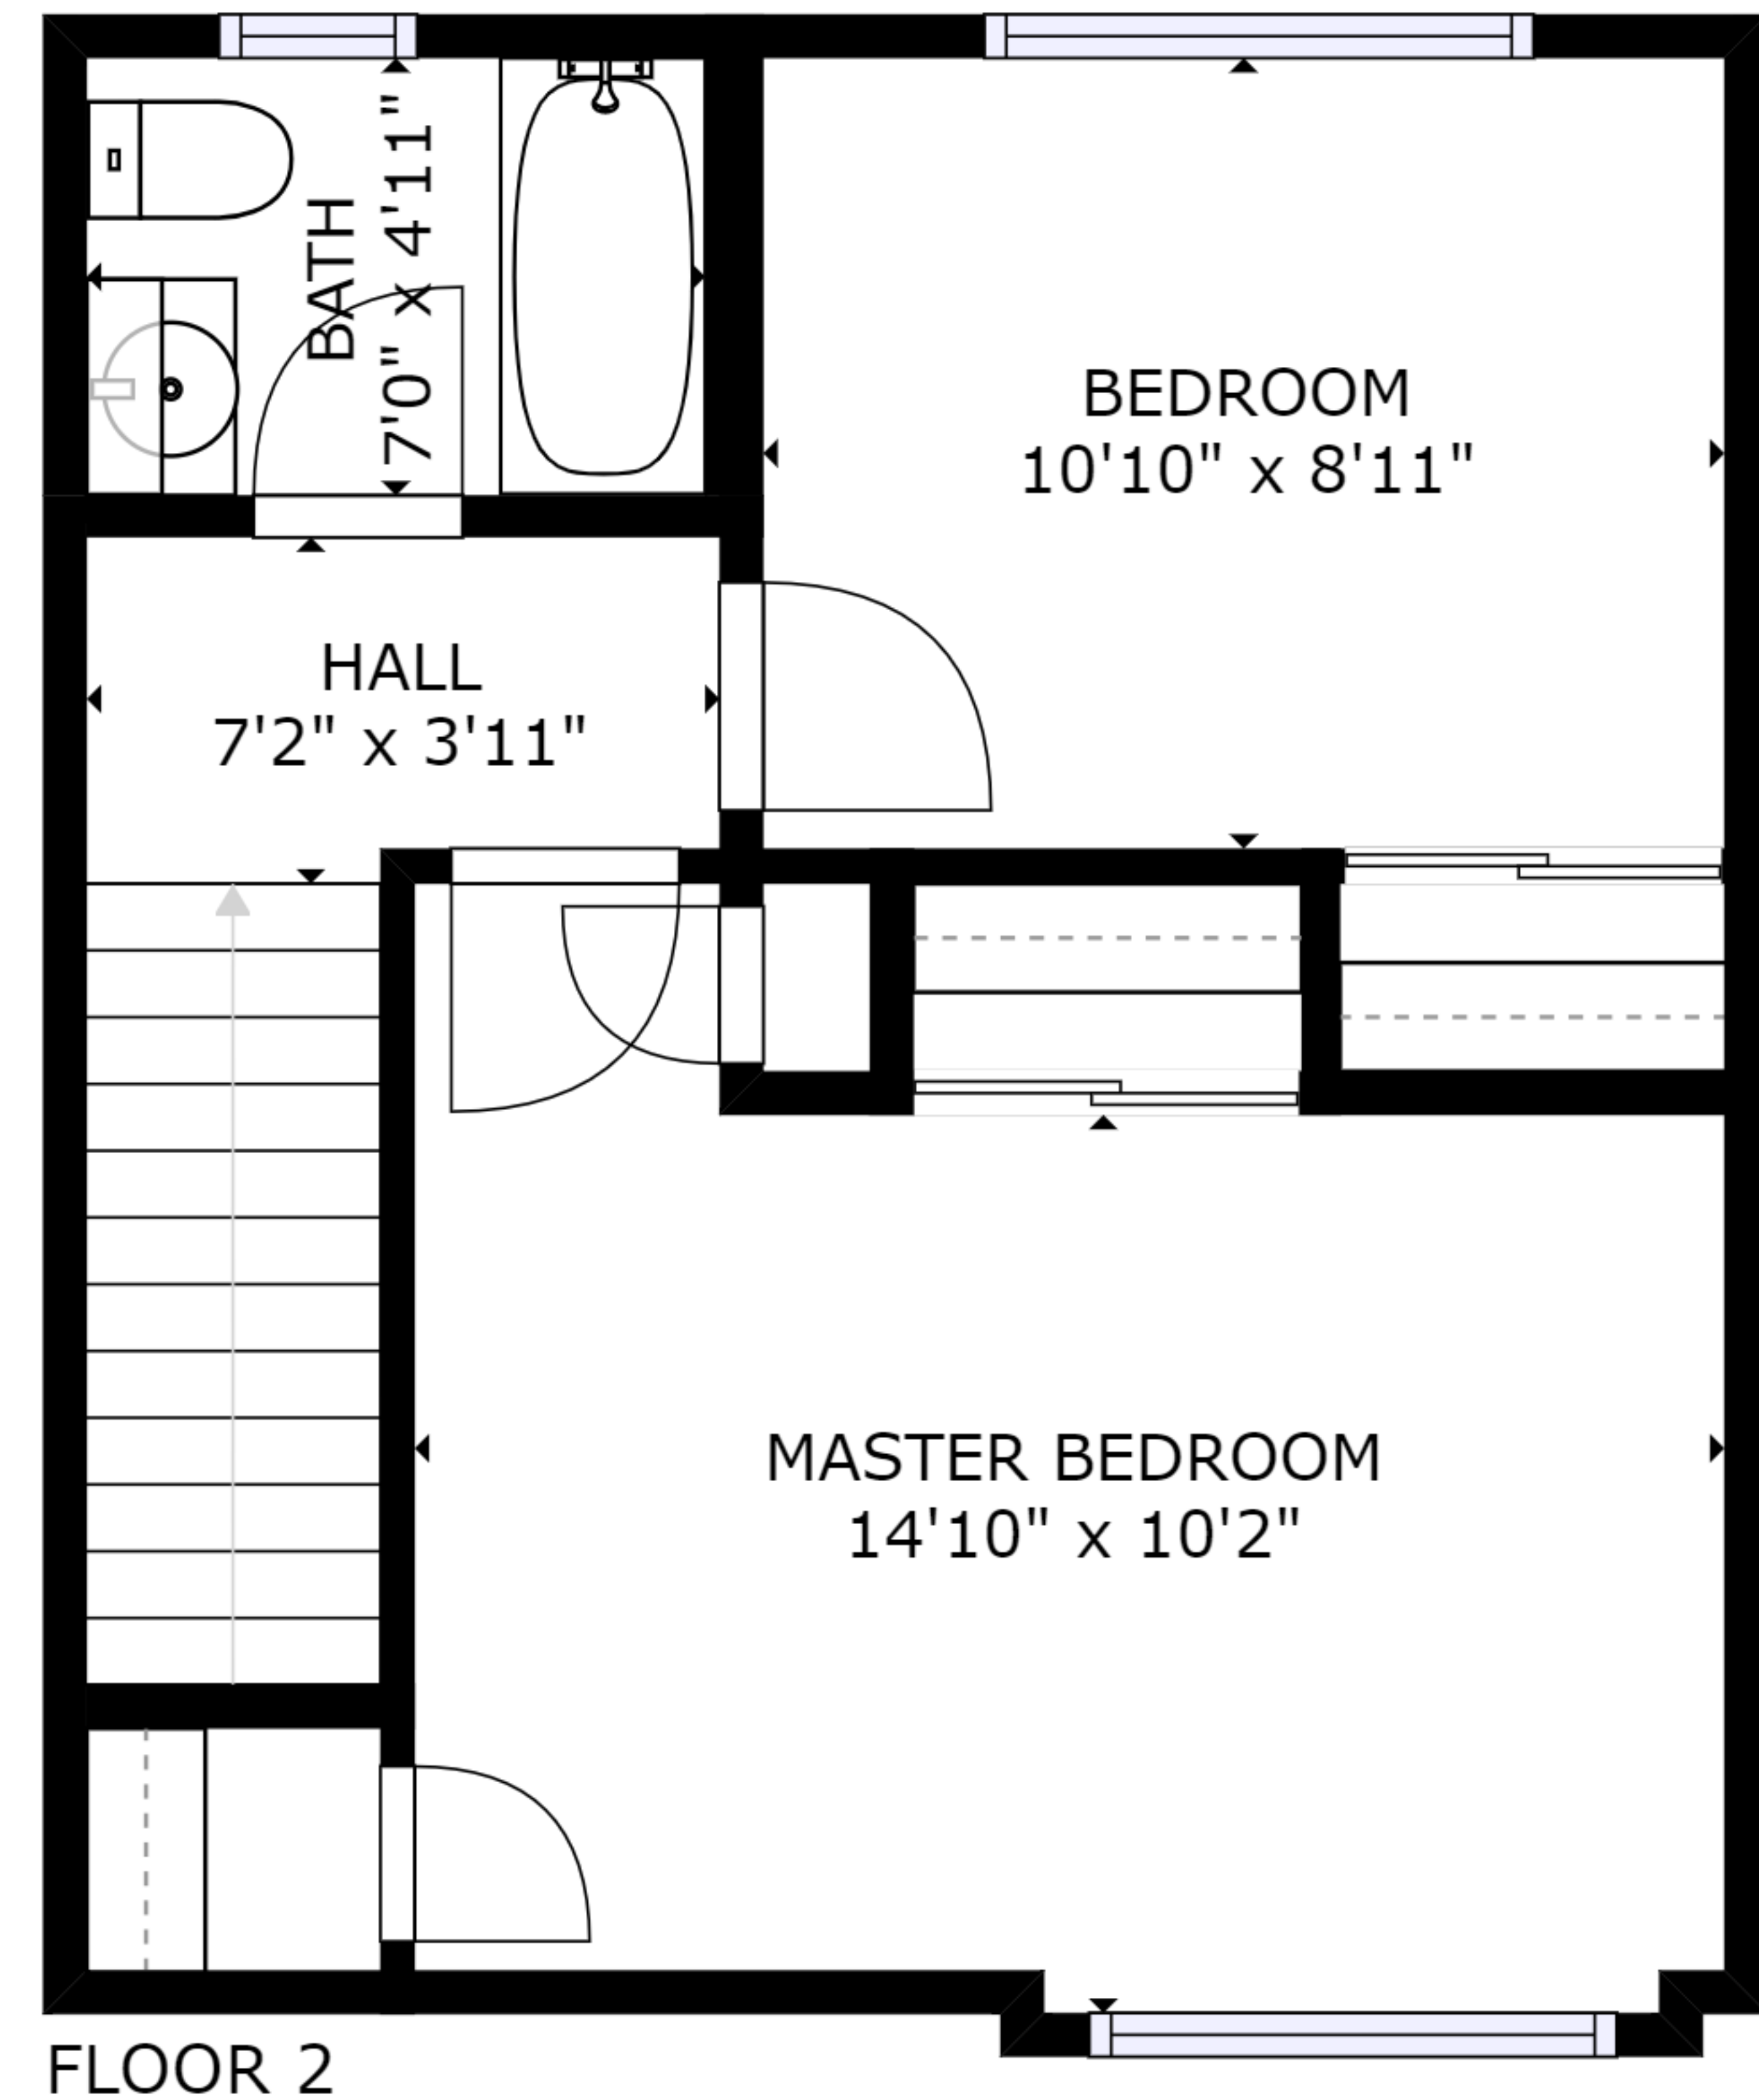 BATH
7'0" x 4'11"
BEDROOM
10'10" x 8'11"
HALL
7'2" x 3'11"
MASTER BEDROOM
14'10" x 10'2"
FLOOR 2